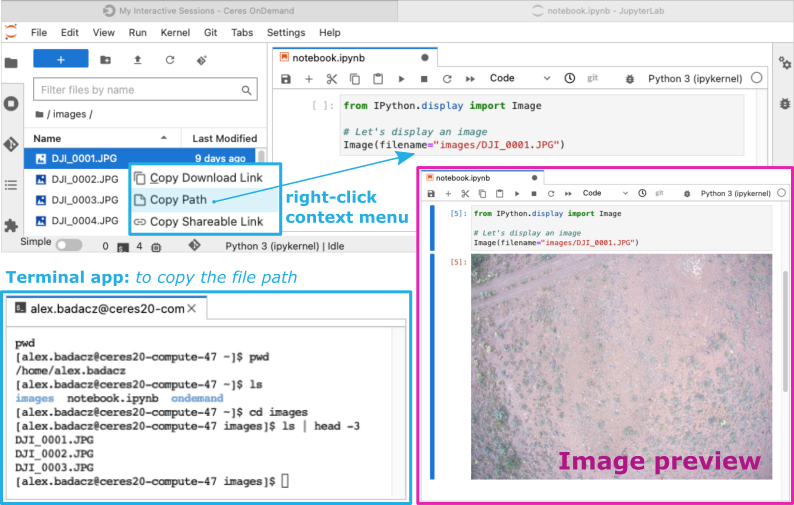 My Interactive Sessions - Ceres OnDemand
notebook.ipynb - JupyterLab
File Edit View Run Kernel Git Tabs Settings Help
notebook.ipynb
Code git Python 3 (ipykernel)
Filter files by name
/ images /
Name Last Modified
DJI_0001.JPG 9 days ago
DJI_0002.JPG
DJI_0003.JPG
DJI_0004.JPG
Copy Download Link
Copy Path
Copy Shareable Link
Simple 0 4 Python 3 (ipykernel) | Idle
[ ]: from IPython.display import Image
# Let's display an image
Image(filename="images/DJI_0001.JPG")
right-click
context menu
notebook.ipynb
Code git Python 3 (ipykernel)
[5]: from IPython.display import Image
# Let's display an image
Image(filename="images/DJI_0001.JPG")
[5]:
Image preview
Terminal app: to copy the file path
alex.badacz@ceres20-com
pwd
[alex.badacz@ceres20-compute-47 ~]$ pwd
/home/alex.badacz
[alex.badacz@ceres20-compute-47 ~]$ ls
images notebook.ipynb ondemand
[alex.badacz@ceres20-compute-47 ~]$ cd images
[alex.badacz@ceres20-compute-47 images]$ ls | head -3
DJI_0001.JPG
DJI_0002.JPG
DJI_0003.JPG
[alex.badacz@ceres20-compute-47 images]$